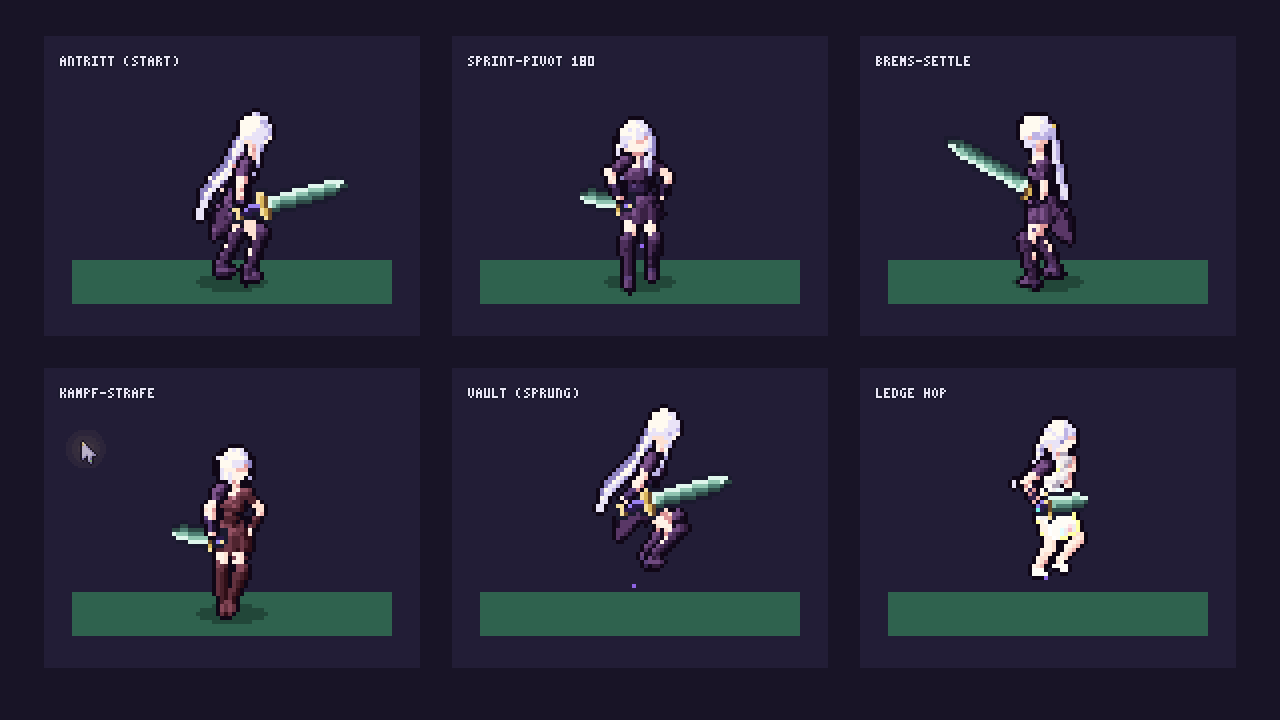 ANTRITT (START)
SPRINT-PIVOT 180
BREMS-SETTLE
KAMPF-STRAFE
VAULT (SPRUNG)
LEDGE HOP